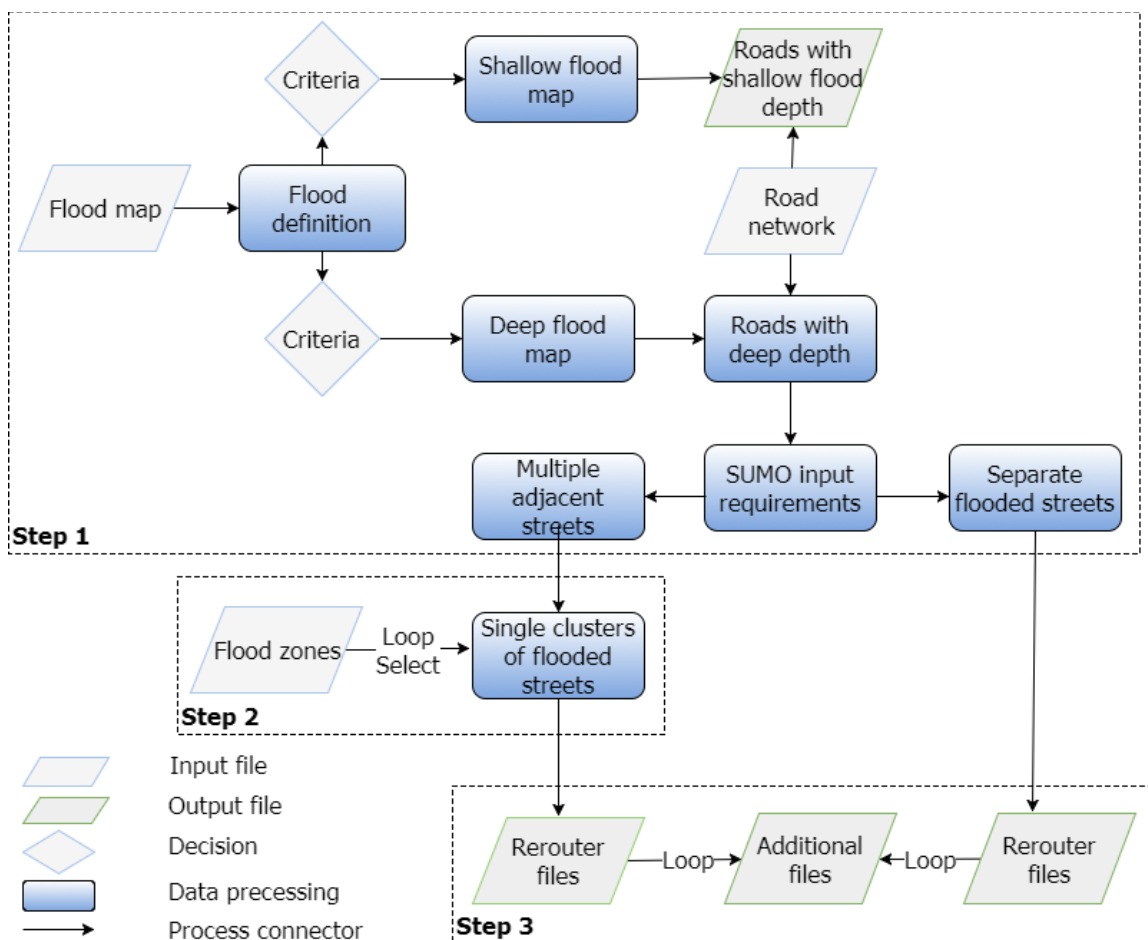 Criteria
Shallow flood
map
Roads with
shallow flood
depth
Flood map
Flood
definition
Road
network
Criteria
Deep flood
map
Roads with
deep depth
Multiple
adjacent
streets
SUMO input
requirements
Separate
flooded streets
Step 1
Flood zones
Loop
Select
Single clusters
of flooded
streets
Step 2
Input file
Output file
Decision
Data precessing
Process connector
Rerouter
files
Loop
Additional
files
Loop
Rerouter
files
Step 3